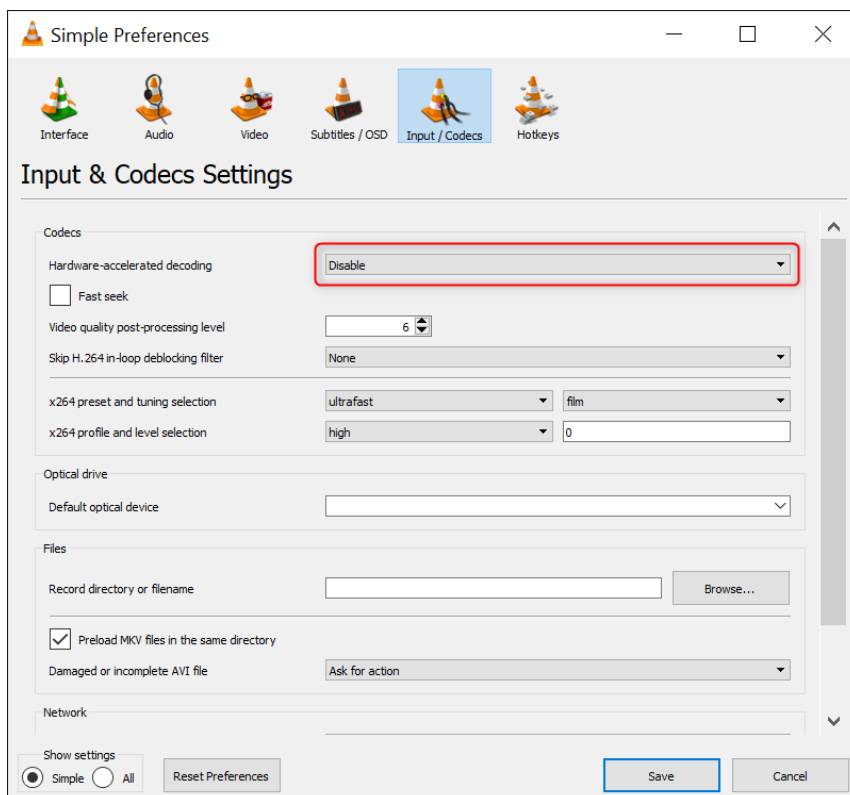 Simple Preferences
Interface Audio Video Subtitles / OSD Input / Codecs Hotkeys
Input & Codecs Settings
Codecs
Hardware-accelerated decoding Disable
Fast seek
Video quality post-processing level 6
Skip H.264 in-loop deblocking filter None
x264 preset and tuning selection ultrafast film
x264 profile and level selection high 0
Optical drive
Default optical device
Files
Record directory or filename Browse...
Preload MKV files in the same directory
Damaged or incomplete AVI file Ask for action
Network
Show settings
Simple All Reset Preferences Save Cancel